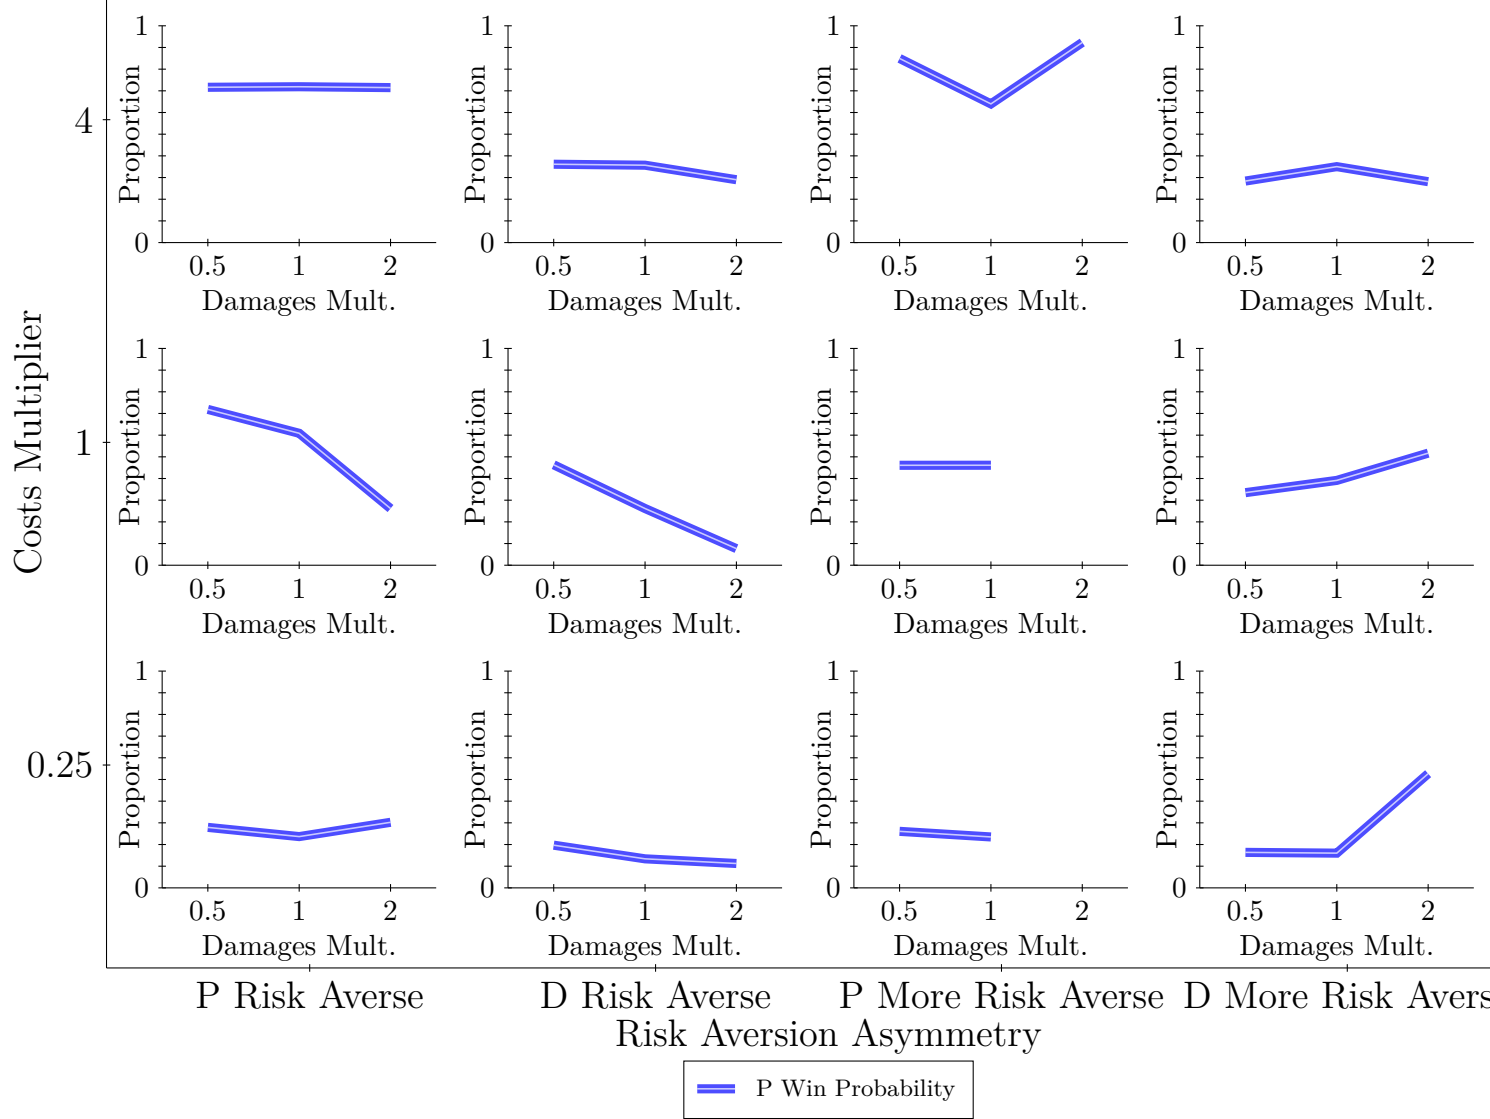 Costs Multiplier
4
1
0.25
1
Proportion
0
0.5 1 2
Damages Mult.
1
Proportion
0
0.5 1 2
Damages Mult.
1
Proportion
0
0.5 1 2
Damages Mult.
1
Proportion
0
0.5 1 2
Damages Mult.
1
Proportion
0
0.5 1 2
Damages Mult.
1
Proportion
0
0.5 1 2
Damages Mult.
1
Proportion
0
0.5 1 2
Damages Mult.
1
Proportion
0
0.5 1 2
Damages Mult.
1
Proportion
0
0.5 1 2
Damages Mult.
1
Proportion
0
0.5 1 2
Damages Mult.
1
Proportion
0
0.5 1 2
Damages Mult.
1
Proportion
0
0.5 1 2
Damages Mult.
P Risk Averse D Risk Averse P More Risk Averse D More Risk Avers
Risk Aversion Asymmetry
P Win Probability